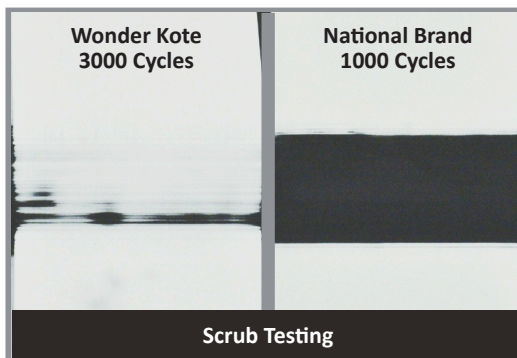 Wonder Kote
3000 Cycles
National Brand
1000 Cycles
Scrub Testing